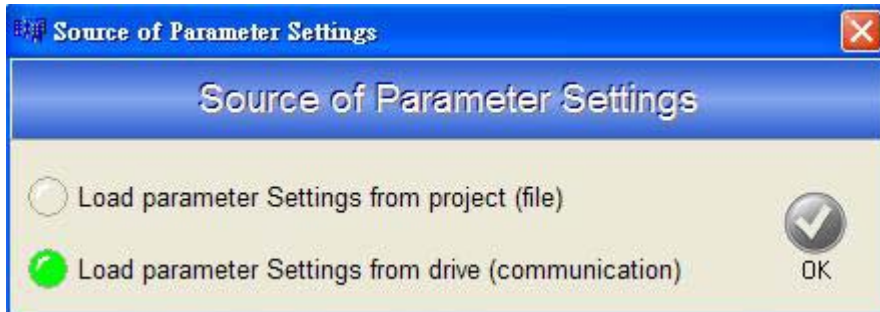 Source of Parameter Settings
Source of Parameter Settings
Load parameter Settings from project (file)
Load parameter Settings from drive (communication)
OK